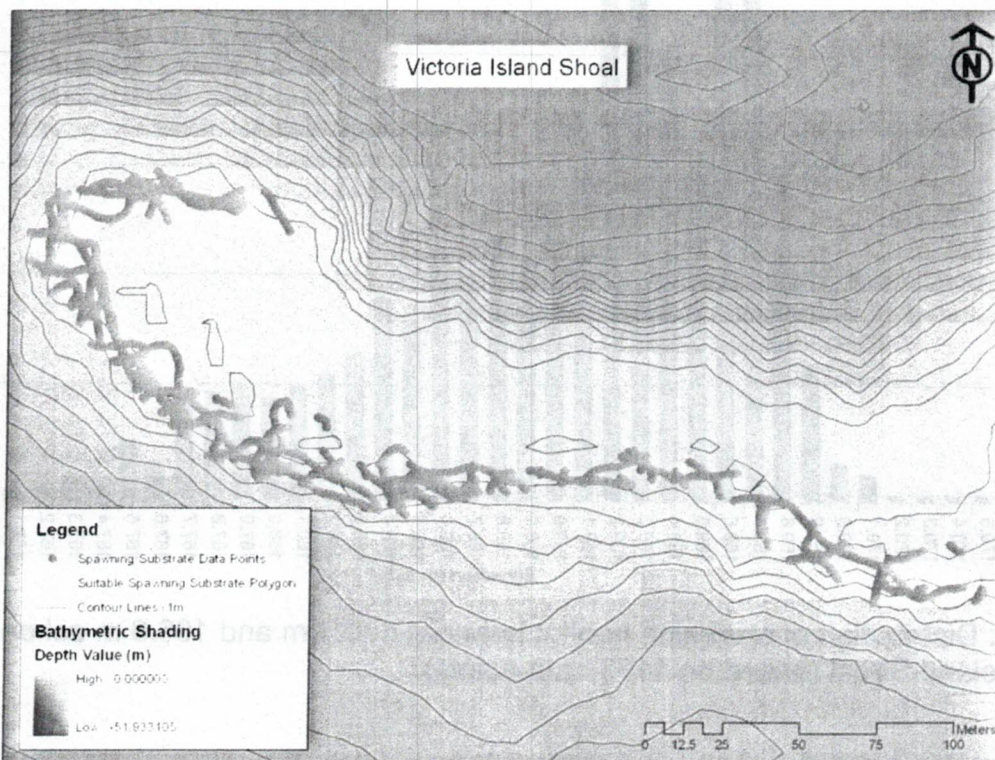 Victoria Island Shoal
N
Legend
Spawning Substrate Data Points
Suitable Spawning Substrate Polygon
Contour Lines - 1m
Bathymetric Shading
Depth Value (m)
High : 0.000000
Low : -51.933105
0 12.5 25 50 75 100 Meters